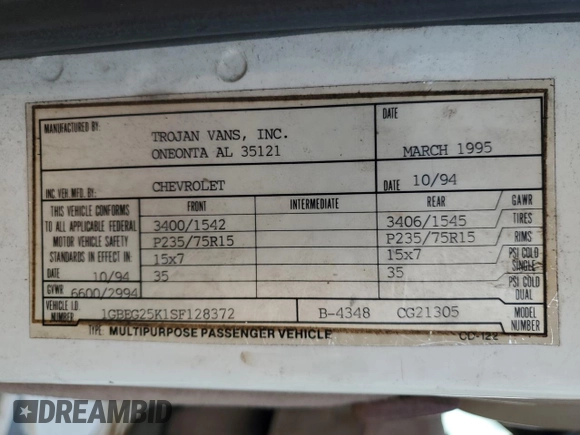 MANUFACTURED BY: TROJAN VANS, INC. DATE
ONEONTA AL 35121 MARCH 1995
INC VEH MFD BY: CHEVROLET DATE 10/94
THIS VEHICLE CONFORMS FRONT INTERMEDIATE REAR GAWR
TO ALL APPLICABLE FEDERAL 3400/1542 3406/1545 TIRES
MOTOR VEHICLE SAFETY P235/75R15 P235/75R15 RIMS
STANDARDS IN EFFECT IN: 15x7 15x7 PSI COLD SINGLE
DATE 10/94 35 35 PSI COLD DUAL
GVWR 6600/2994
VEHICLE I.D. NUMBER 1GBEG25K1SF128372 B-4348 CG21305 MODEL NUMBER
TYPE: MULTIPURPOSE PASSENGER VEHICLE CC-122
DREAMBID